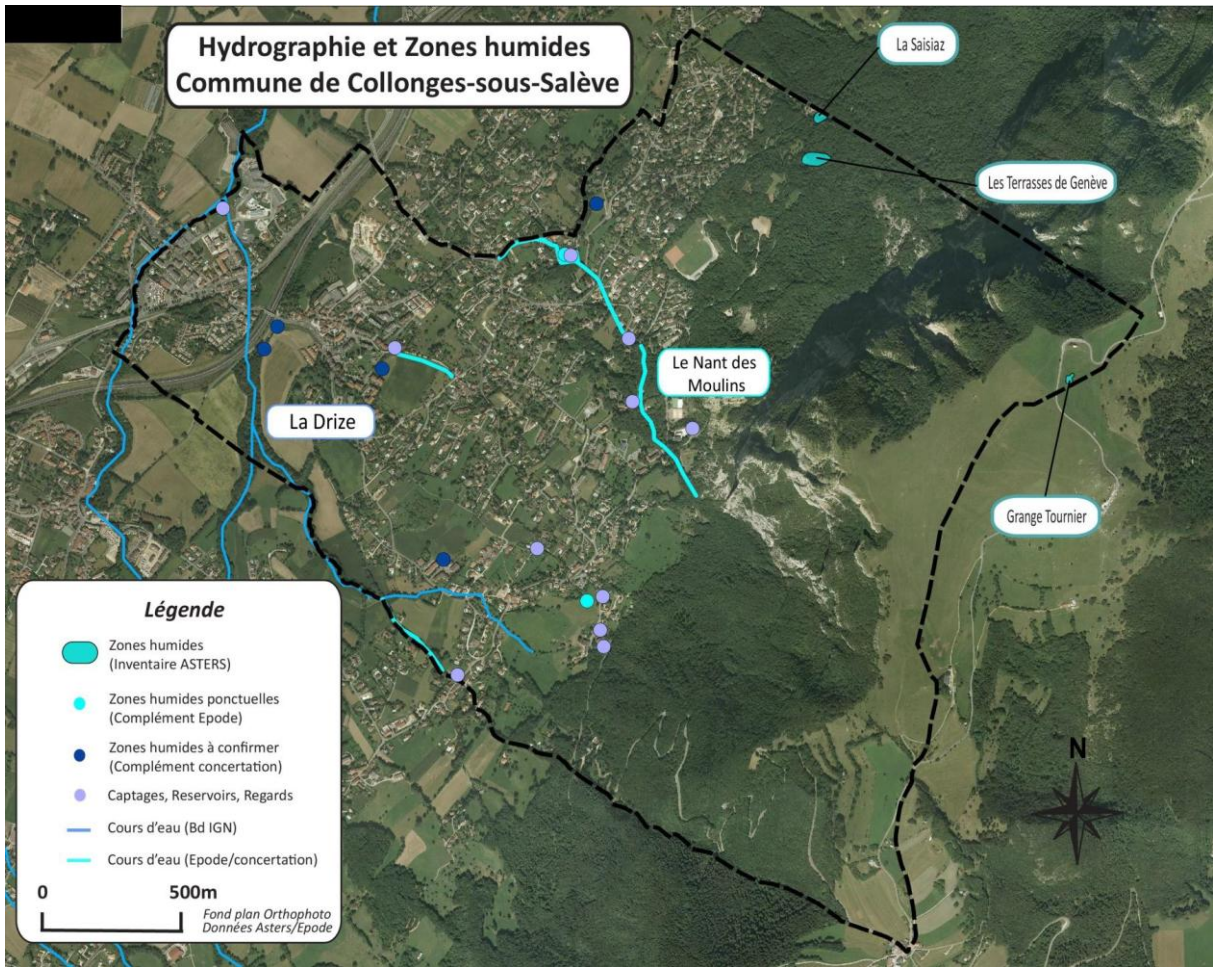 Hydrographie et Zones humides
Commune de Collonges-sous-Salève
La Saisiaz
Les Terrasses de Genève
Le Nant des
Moulins
La Drize
Grange Tournier
Légende
Zones humides
(Inventaire ASTERS)
Zones humides ponctuelles
(Complément Epode)
Zones humides à confirmer
(Complément concertation)
Captages, Reservoirs, Regards
Cours d'eau (Bd IGN)
Cours d'eau (Epode/concertation)
0 500m
Fond plan Orthophoto
Données Asters/Epode
N